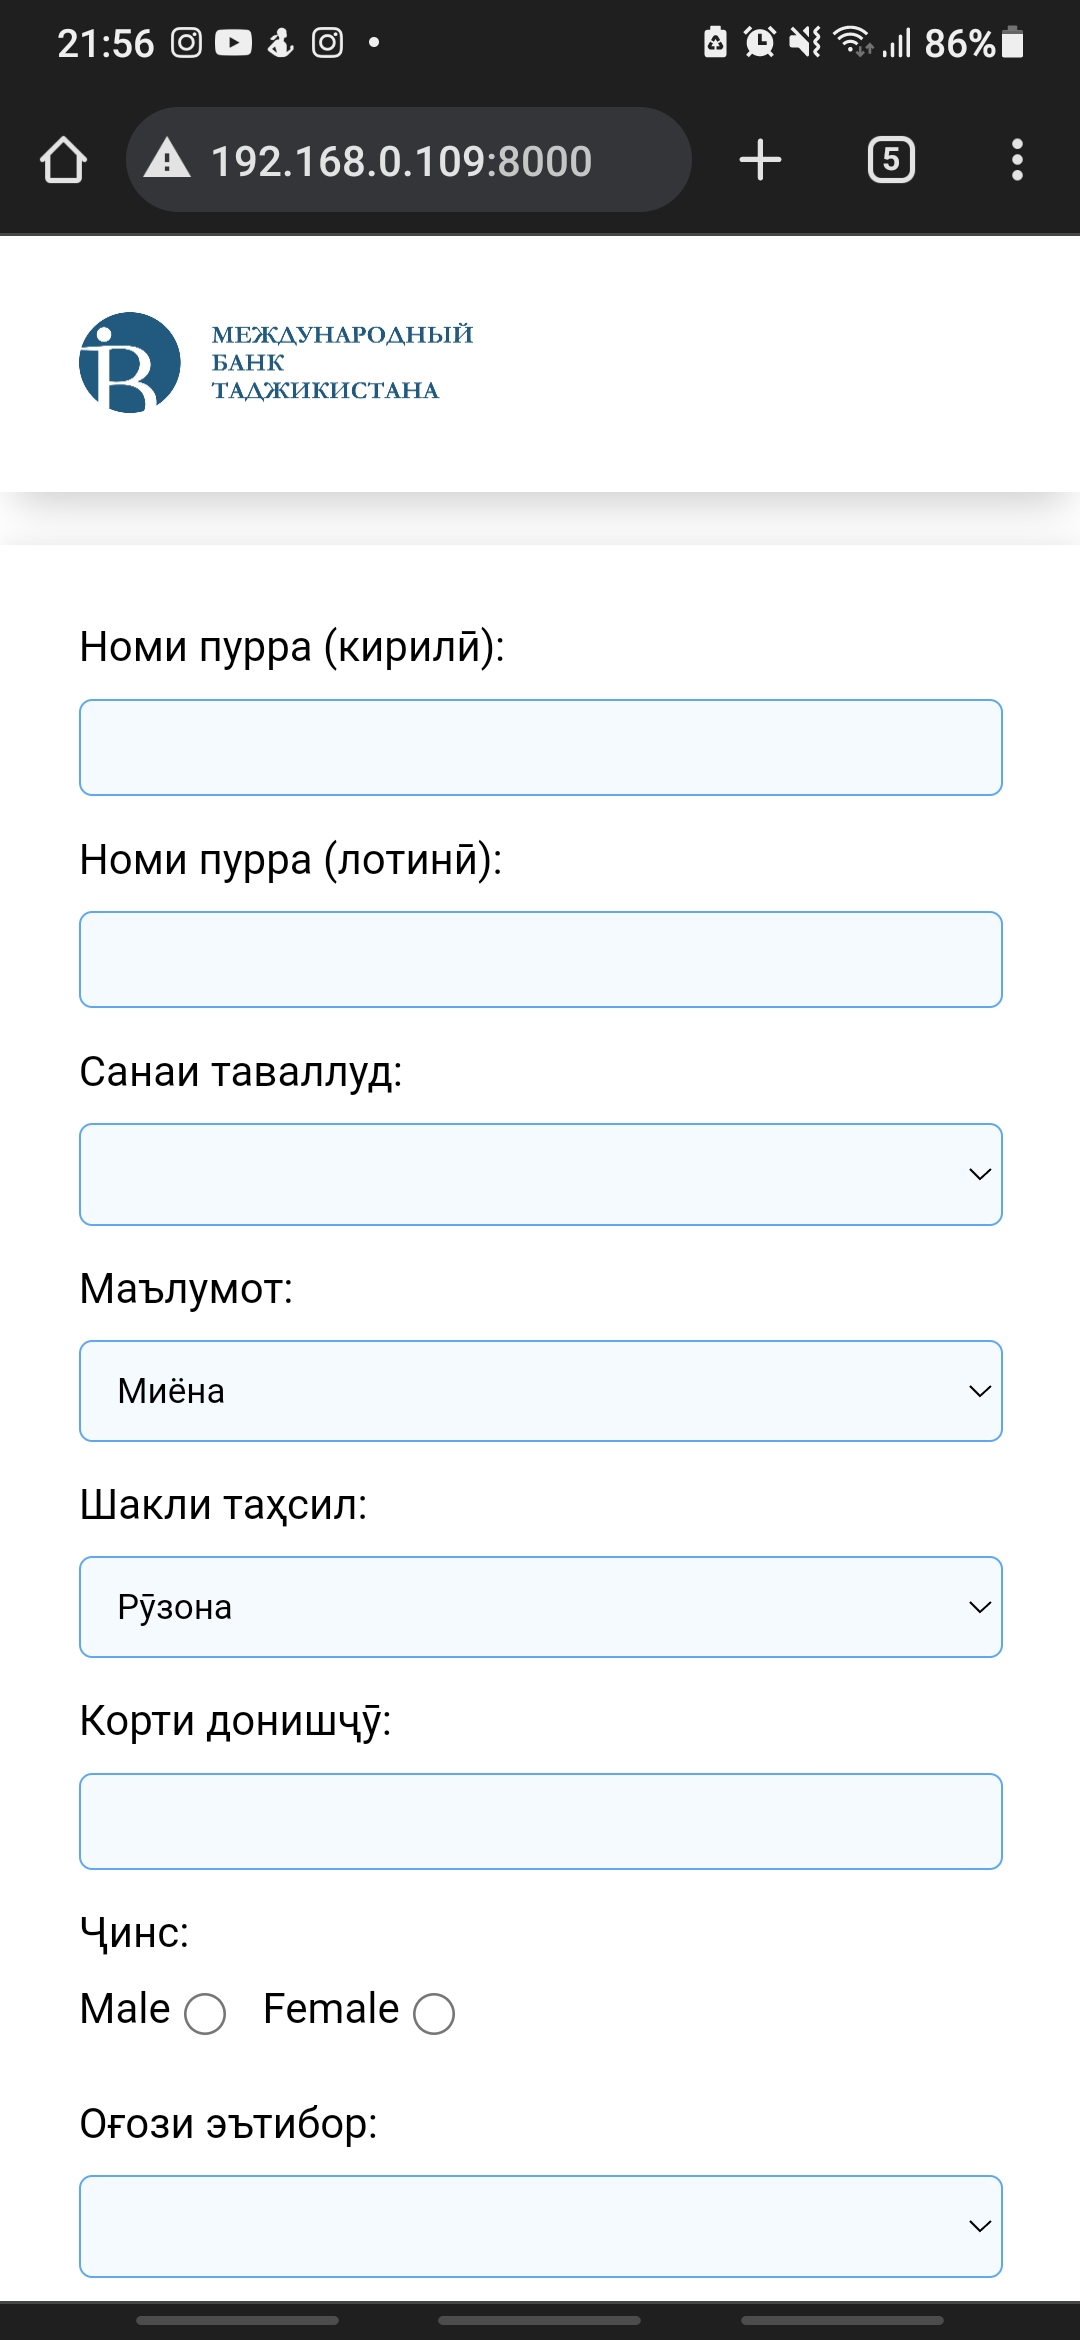 21:56
86%
192.168.0.109:8000
5
МЕЖДУНАРОДНЫЙ
БАНК
ТАДЖИКИСТАНА
Номи пурра (кирилӣ):
Номи пурра (лотинӣ):
Санаи таваллуд:
Маълумот:
Миёна
Шакли таҳсил:
Рӯзона
Корти донишҷӯ:
Ҷинс:
Male Female
Оғози эътибор: